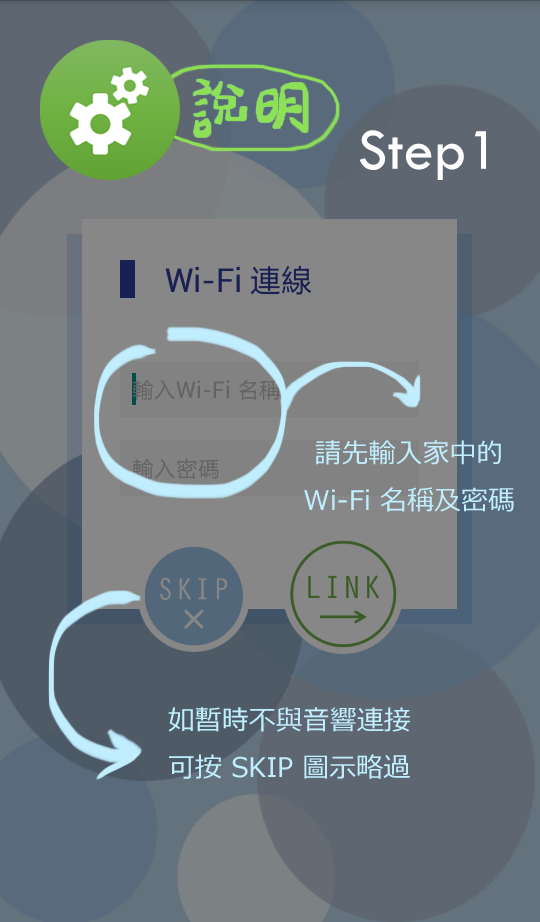 說明
Step1
Wi-Fi 連線
輸入Wi-Fi 名稱
請先輸入家中的
輸入密碼
Wi-Fi 名稱及密碼
SKIP
LINK
如暫時不與音響連接
可按 SKIP 圖示略過